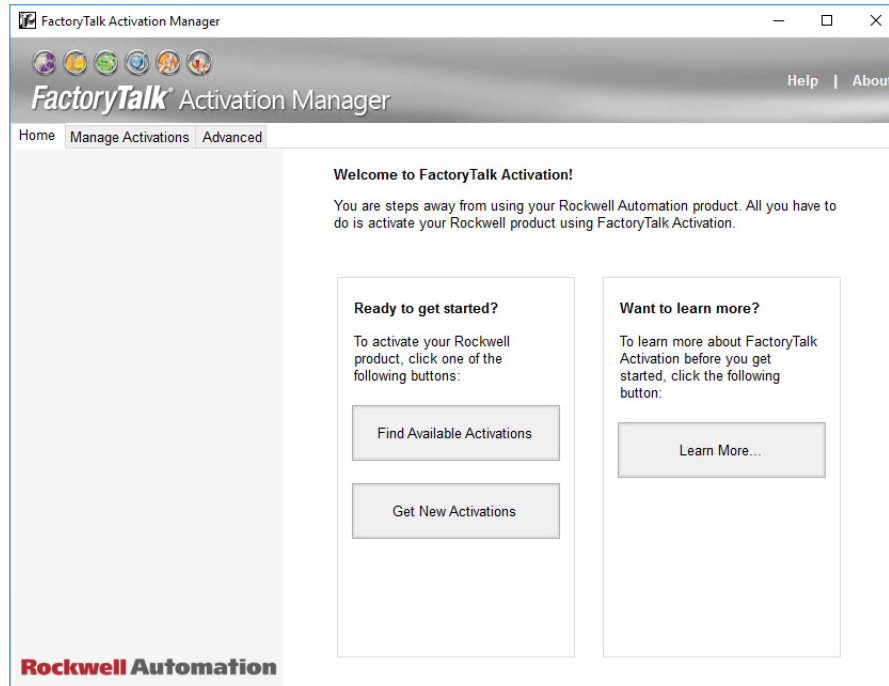 FactoryTalk Activation Manager
FactoryTalk® Activation Manager
Help | About
Home Manage Activations Advanced
Welcome to FactoryTalk Activation!
You are steps away from using your Rockwell Automation product. All you have to
do is activate your Rockwell product using FactoryTalk Activation.
Ready to get started?
To activate your Rockwell
product, click one of the
following buttons:
Find Available Activations
Get New Activations
Want to learn more?
To learn more about FactoryTalk
Activation before you get
started, click the following
button:
Learn More...
Rockwell Automation